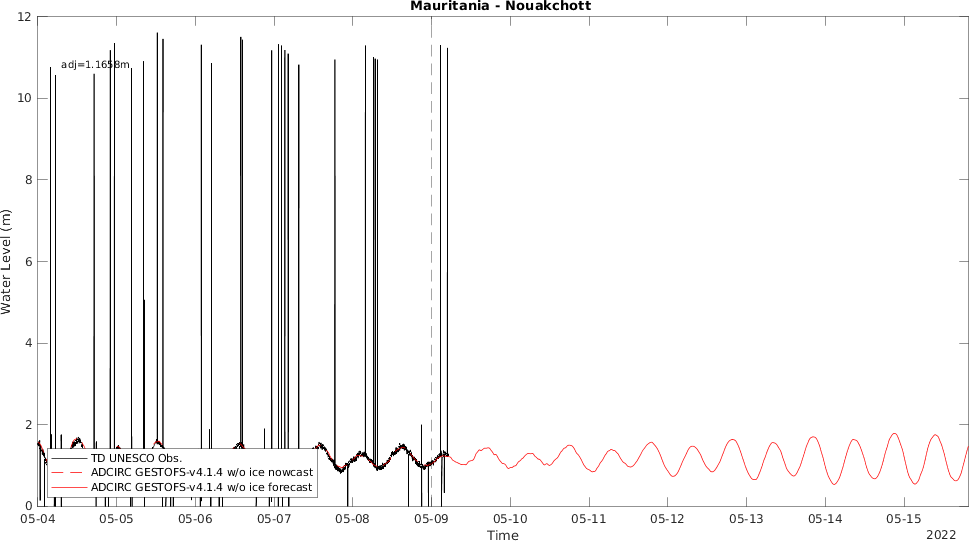 Mauritania - Nouakchott
12
10
8
6
4
2
0
Water Level (m)
adj=1.1658m
TD UNESCO Obs.
ADCIRC GESTOFS-v4.1.4 w/o ice nowcast
ADCIRC GESTOFS-v4.1.4 w/o ice forecast
05-04 05-05 05-06 05-07 05-08 05-09 05-10 05-11 05-12 05-13 05-14 05-15
Time
2022